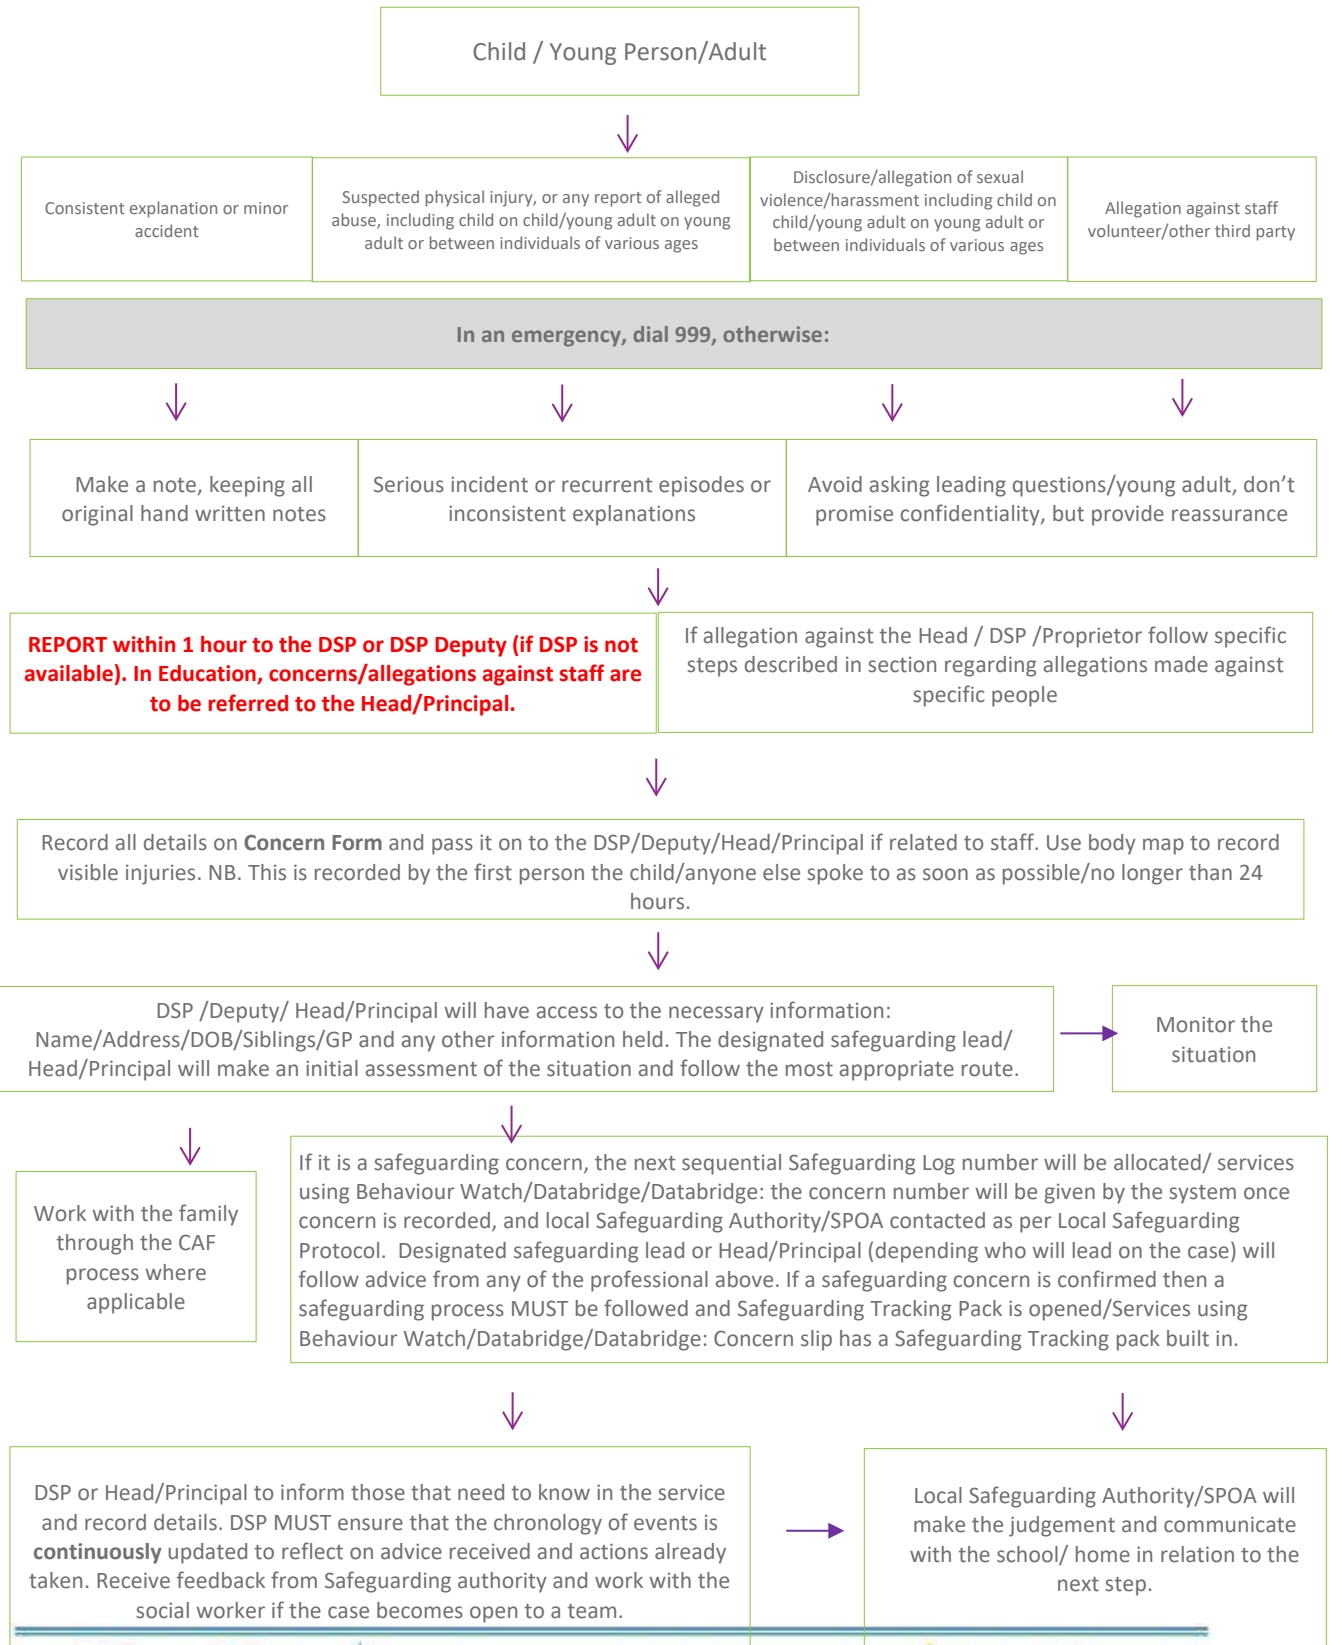 Child / Young Person/Adult
Consistent explanation or minor
accident
Suspected physical injury, or any report of alleged
abuse, including child on child/young adult on young
adult or between individuals of various ages
Disclosure/allegation of sexual
violence/harassment including child on
child/young adult on young adult or
between individuals of various ages
Allegation against staff
volunteer/other third party
In an emergency, dial 999, otherwise:
Make a note, keeping all
original hand written notes
Serious incident or recurrent episodes or
inconsistent explanations
Avoid asking leading questions/young adult, don't
promise confidentiality, but provide reassurance
REPORT within 1 hour to the DSP or DSP Deputy (if DSP is not
available). In Education, concerns/allegations against staff are
to be referred to the Head/Principal.
If allegation against the Head / DSP /Proprietor follow specific
steps described in section regarding allegations made against
specific people
Record all details on Concern Form and pass it on to the DSP/Deputy/Head/Principal if related to staff. Use body map to record
visible injuries. NB. This is recorded by the first person the child/anyone else spoke to as soon as possible/no longer than 24
hours.
DSP /Deputy/ Head/Principal will have access to the necessary information:
Name/Address/DOB/Siblings/GP and any other information held. The designated safeguarding lead/
Head/Principal will make an initial assessment of the situation and follow the most appropriate route.
Monitor the
situation
Work with the family
through the CAF
process where
applicable
If it is a safeguarding concern, the next sequential Safeguarding Log number will be allocated/ services
using Behaviour Watch/Databridge/Databridge: the concern number will be given by the system once
concern is recorded, and local Safeguarding Authority/SPOA contacted as per Local Safeguarding
Protocol.  Designated safeguarding lead or Head/Principal (depending who will lead on the case) will
follow advice from any of the professional above. If a safeguarding concern is confirmed then a
safeguarding process MUST be followed and Safeguarding Tracking Pack is opened/Services using
Behaviour Watch/Databridge/Databridge: Concern slip has a Safeguarding Tracking pack built in.
DSP or Head/Principal to inform those that need to know in the service
and record details. DSP MUST ensure that the chronology of events is
continuously updated to reflect on advice received and actions already
taken. Receive feedback from Safeguarding authority and work with the
social worker if the case becomes open to a team.
Local Safeguarding Authority/SPOA will
make the judgement and communicate
with the school/ home in relation to the
next step.